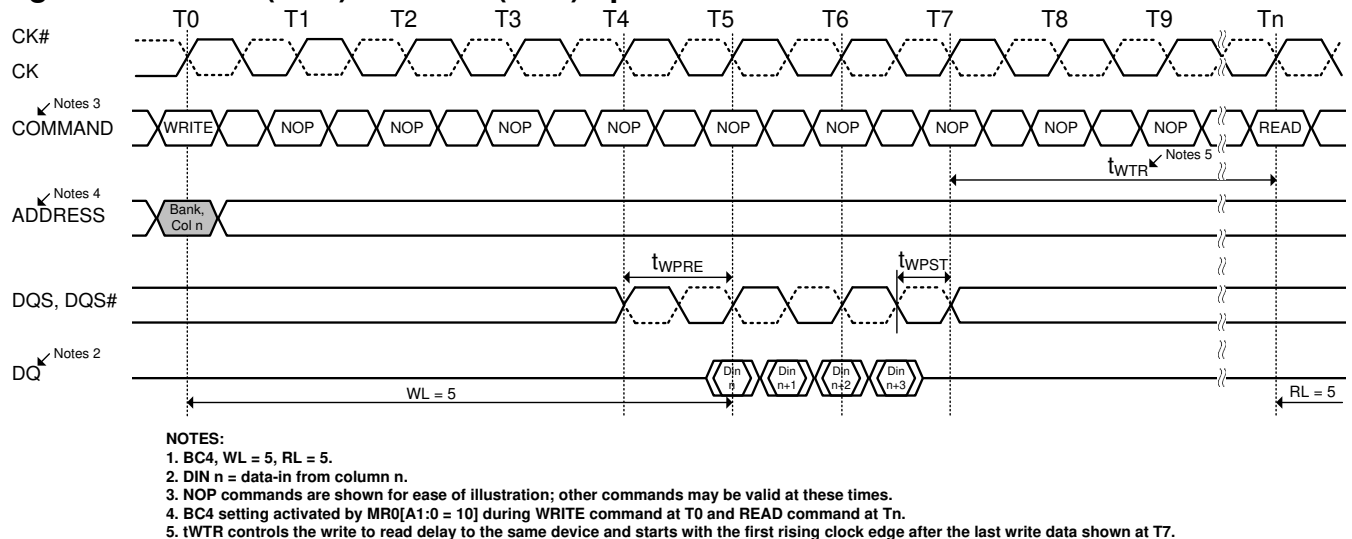 T0 T1 T2 T3 T4 T5 T6 T7 T8 T9 Tn
CK#
CK
Notes 3
COMMAND
WRITE NOP NOP NOP NOP NOP NOP NOP NOP NOP READ
tWTR Notes 5
Notes 4
ADDRESS
Bank,
Col n
tWPRE tWPST
DQS, DQS#
Notes 2
DQ
Din n Din n+1 Din n+2 Din n+3
WL = 5 RL = 5
NOTES:
1. BC4, WL = 5, RL = 5.
2. DIN n = data-in from column n.
3. NOP commands are shown for ease of illustration; other commands may be valid at these times.
4. BC4 setting activated by MR0[A1:0 = 10] during WRITE command at T0 and READ command at Tn.
5. tWTR controls the write to read delay to the same device and starts with the first rising clock edge after the last write data shown at T7.